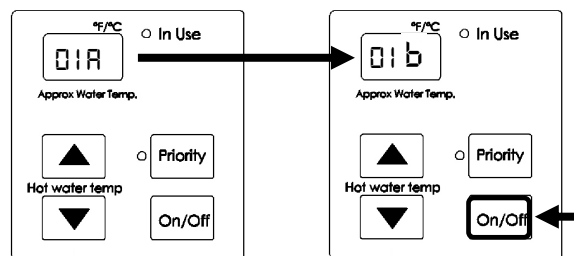 °F/°C
In Use
01A
Approx Water Temp.
Priority
Hot water temp
On/Off
°F/°C
In Use
01b
Approx Water Temp.
Priority
Hot water temp
On/Off